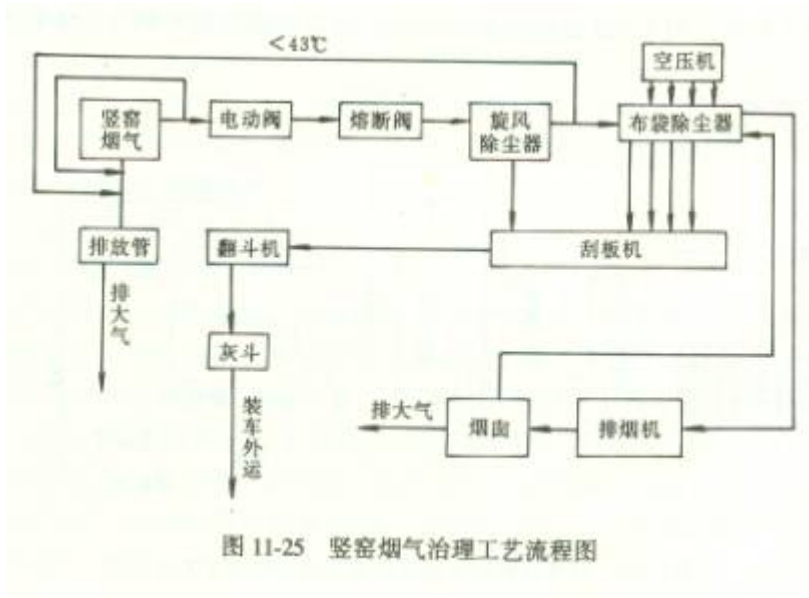 <43℃
空压机
竖窑
烟气
电动阀
熔断阀
旋风
除尘器
布袋除尘器
排放管
翻斗机
刮板机
排大气
灰斗
装车外运
排大气
烟囱
排烟机
图 11-25 竖窑烟气治理工艺流程图